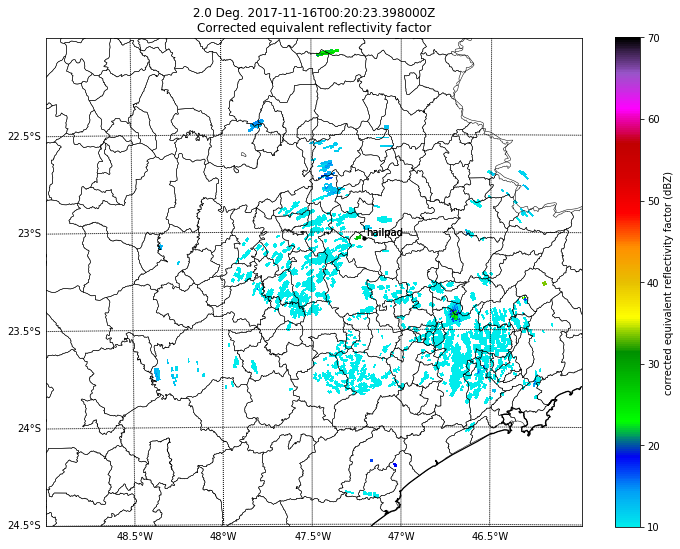 2.0 Deg. 2017-11-16T00:20:23.398000Z
Corrected equivalent reflectivity factor
22.5°S
23°S
23.5°S
24°S
24.5°S
48.5°W
48°W
47.5°W
47°W
46.5°W
hailpad
70
60
50
40
30
20
10
corrected equivalent reflectivity factor (dBZ)